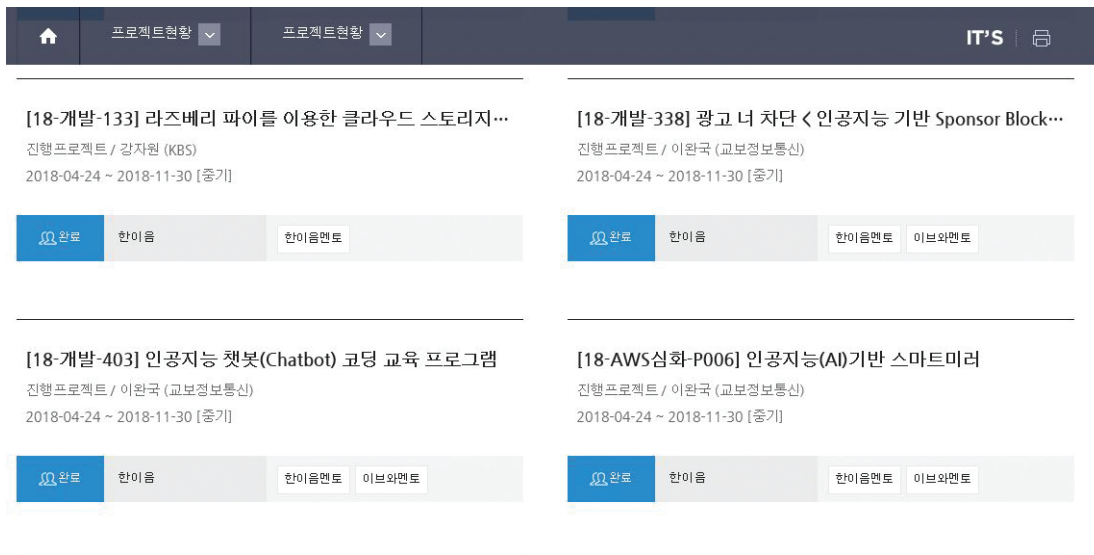 프로젝트현황 프로젝트현황 IT'S
[18-개발-133] 라즈베리 파이를 이용한 클라우드 스토리지…
진행프로젝트 / 강자원 (KBS)
2018-04-24 ~ 2018-11-30 [중기]
완료 한이음 한이음멘토
[18-개발-338] 광고 너 차단 < 인공지능 기반 Sponsor Block…
진행프로젝트 / 이완국 (교보정보통신)
2018-04-24 ~ 2018-11-30 [중기]
완료 한이음 한이음멘토 이브와멘토
[18-개발-403] 인공지능 챗봇(Chatbot) 코딩 교육 프로그램
진행프로젝트 / 이완국 (교보정보통신)
2018-04-24 ~ 2018-11-30 [중기]
완료 한이음 한이음멘토 이브와멘토
[18-AWS심화-P006] 인공지능(AI)기반 스마트미러
진행프로젝트 / 이완국 (교보정보통신)
2018-04-24 ~ 2018-11-30 [중기]
완료 한이음 한이음멘토 이브와멘토